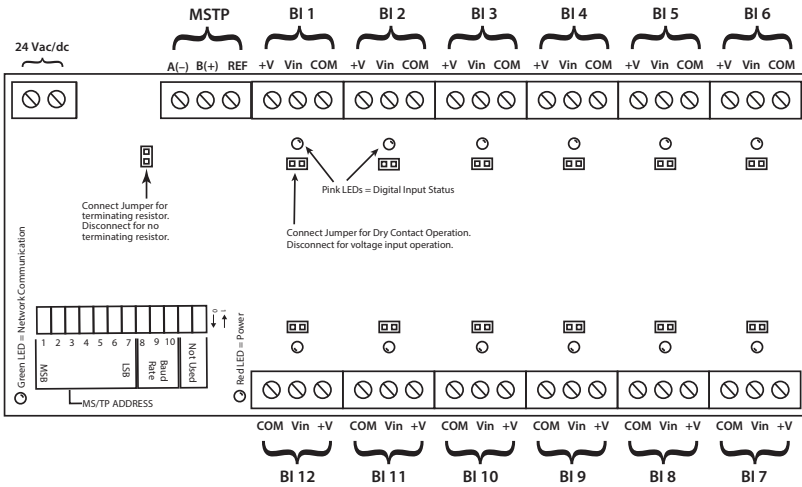 MSTP
BI 1
BI 2
BI 3
BI 4
BI 5
BI 6
24 Vac/dc
A(–) B(+) REF
+V Vin COM
+V Vin COM
+V Vin COM
+V Vin COM
+V Vin COM
+V Vin COM
Pink LEDs = Digital Input Status
Connect Jumper for
terminating resistor.
Disconnect for no
terminating resistor.
Connect Jumper for Dry Contact Operation.
Disconnect for voltage input operation.
Green LED = Network Communication
0
1
1 2 3 4 5 6 7 8 9 10
MSB
LSB
Baud
Rate
Not Used
MS/TP ADDRESS
Red LED = Power
COM Vin +V
COM Vin +V
COM Vin +V
COM Vin +V
COM Vin +V
COM Vin +V
BI 12
BI 11
BI 10
BI 9
BI 8
BI 7